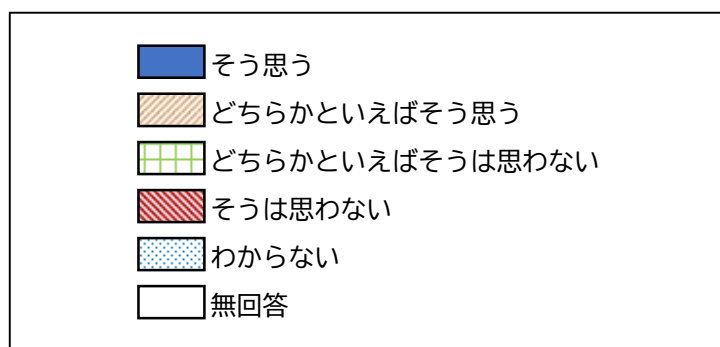 そう思う
どちらかといえばそう思う
どちらかといえばそうは思わない
そうは思わない
わからない
無回答